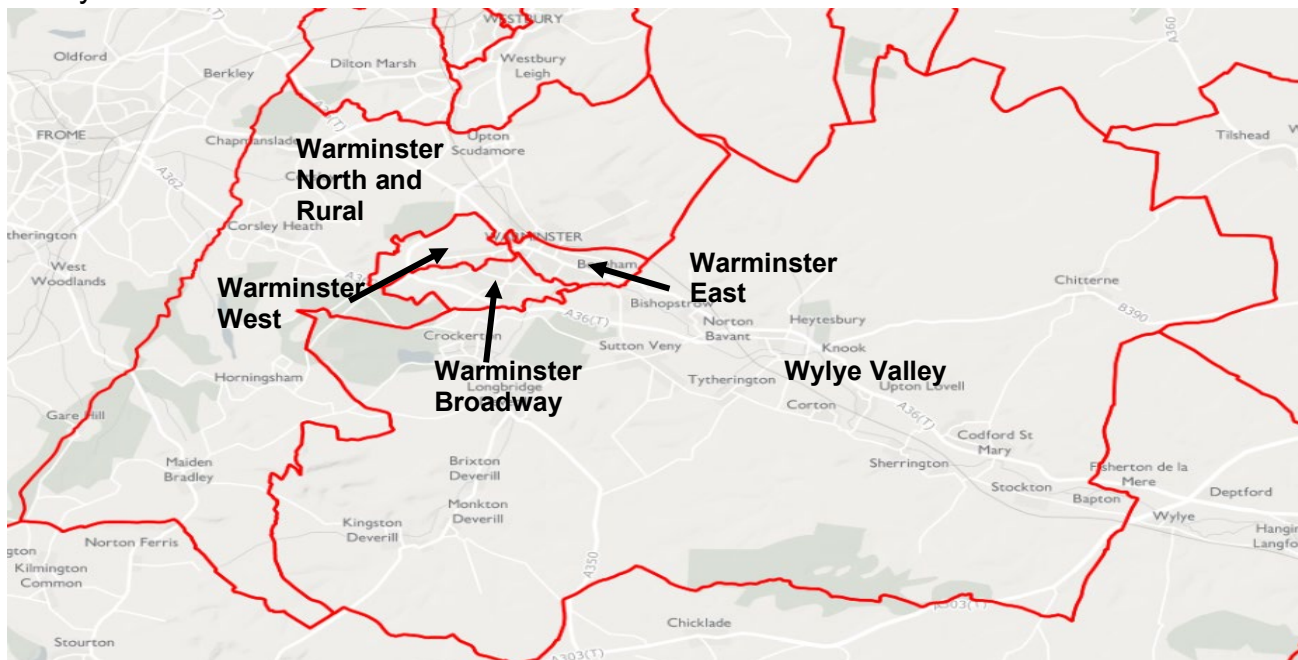 WESTBURY
Oldford
Berkley
Dilton Marsh
Westbury
Leigh
A360
FROME
Chapmanslade
Upton
Scudamore
Tilshead
Warminster
North and
Rural
A362
Corsley Heath
WARMINSTER
West
Woodlands
Warminster
West
Warminster
East
Bishopstrow
Chitterne
B390
Norton
Bavant
Heytesbury
Crockerton
A36(T)
Sutton Veny
Knook
Horningsham
Warminster
Broadway
Longbridge
Tytherington
Wylye Valley
Upton Lovell
Corton
A36(T)
Gare Hill
Codford St
Mary
Maiden
Bradley
Brixton
Deverill
Sherrington
Fisherton de la
Mere
Stockton
Deptford
Bapton
Monkton
Deverill
Wylye
Kingston
Deverill
Norton Ferris
Kilmington
Common
A350
Chicklade
Stourton
A303(T)